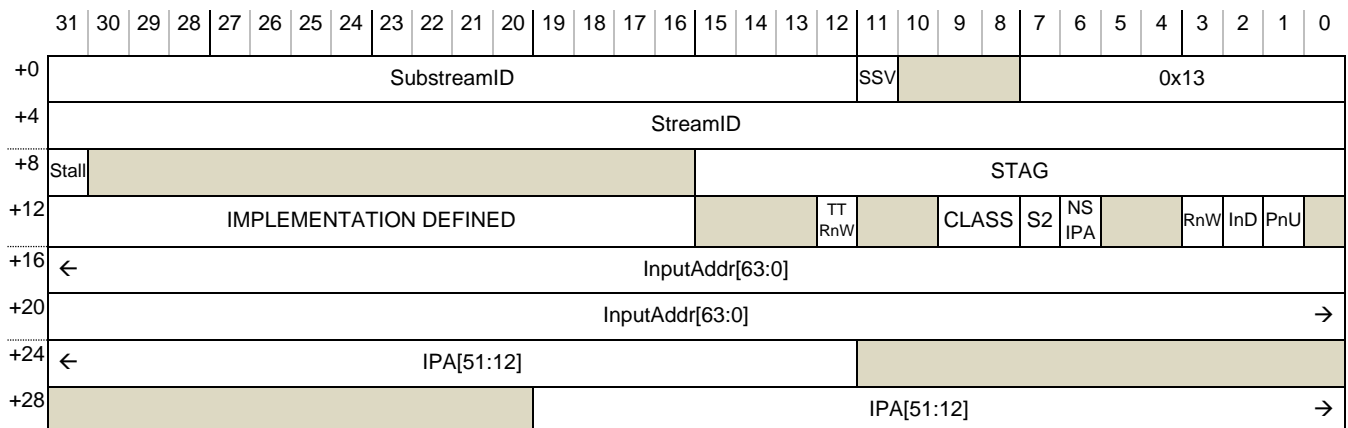 31 30 29 28 27 26 25 24 23 22 21 20 19 18 17 16 15 14 13 12 11 10 9 8 7 6 5 4 3 2 1 0
+0 SubstreamID SSV 0x13
+4 StreamID
+8 Stall STAG
+12 IMPLEMENTATION DEFINED TT RnW CLASS S2 NS IPA RnW InD PnU
+16 ← InputAddr[63:0]
+20 InputAddr[63:0] →
+24 ← IPA[51:12]
+28 IPA[51:12] →